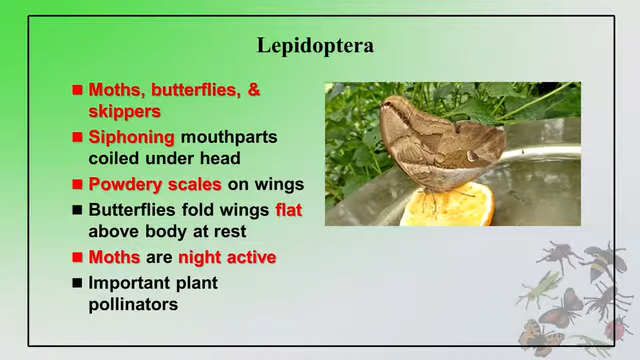 Lepidoptera
Moths, butterflies, &
skippers
Siphoning mouthparts
coiled under head
Powdery scales on wings
Butterflies fold wings flat
above body at rest
Moths are night active
Important plant
pollinators